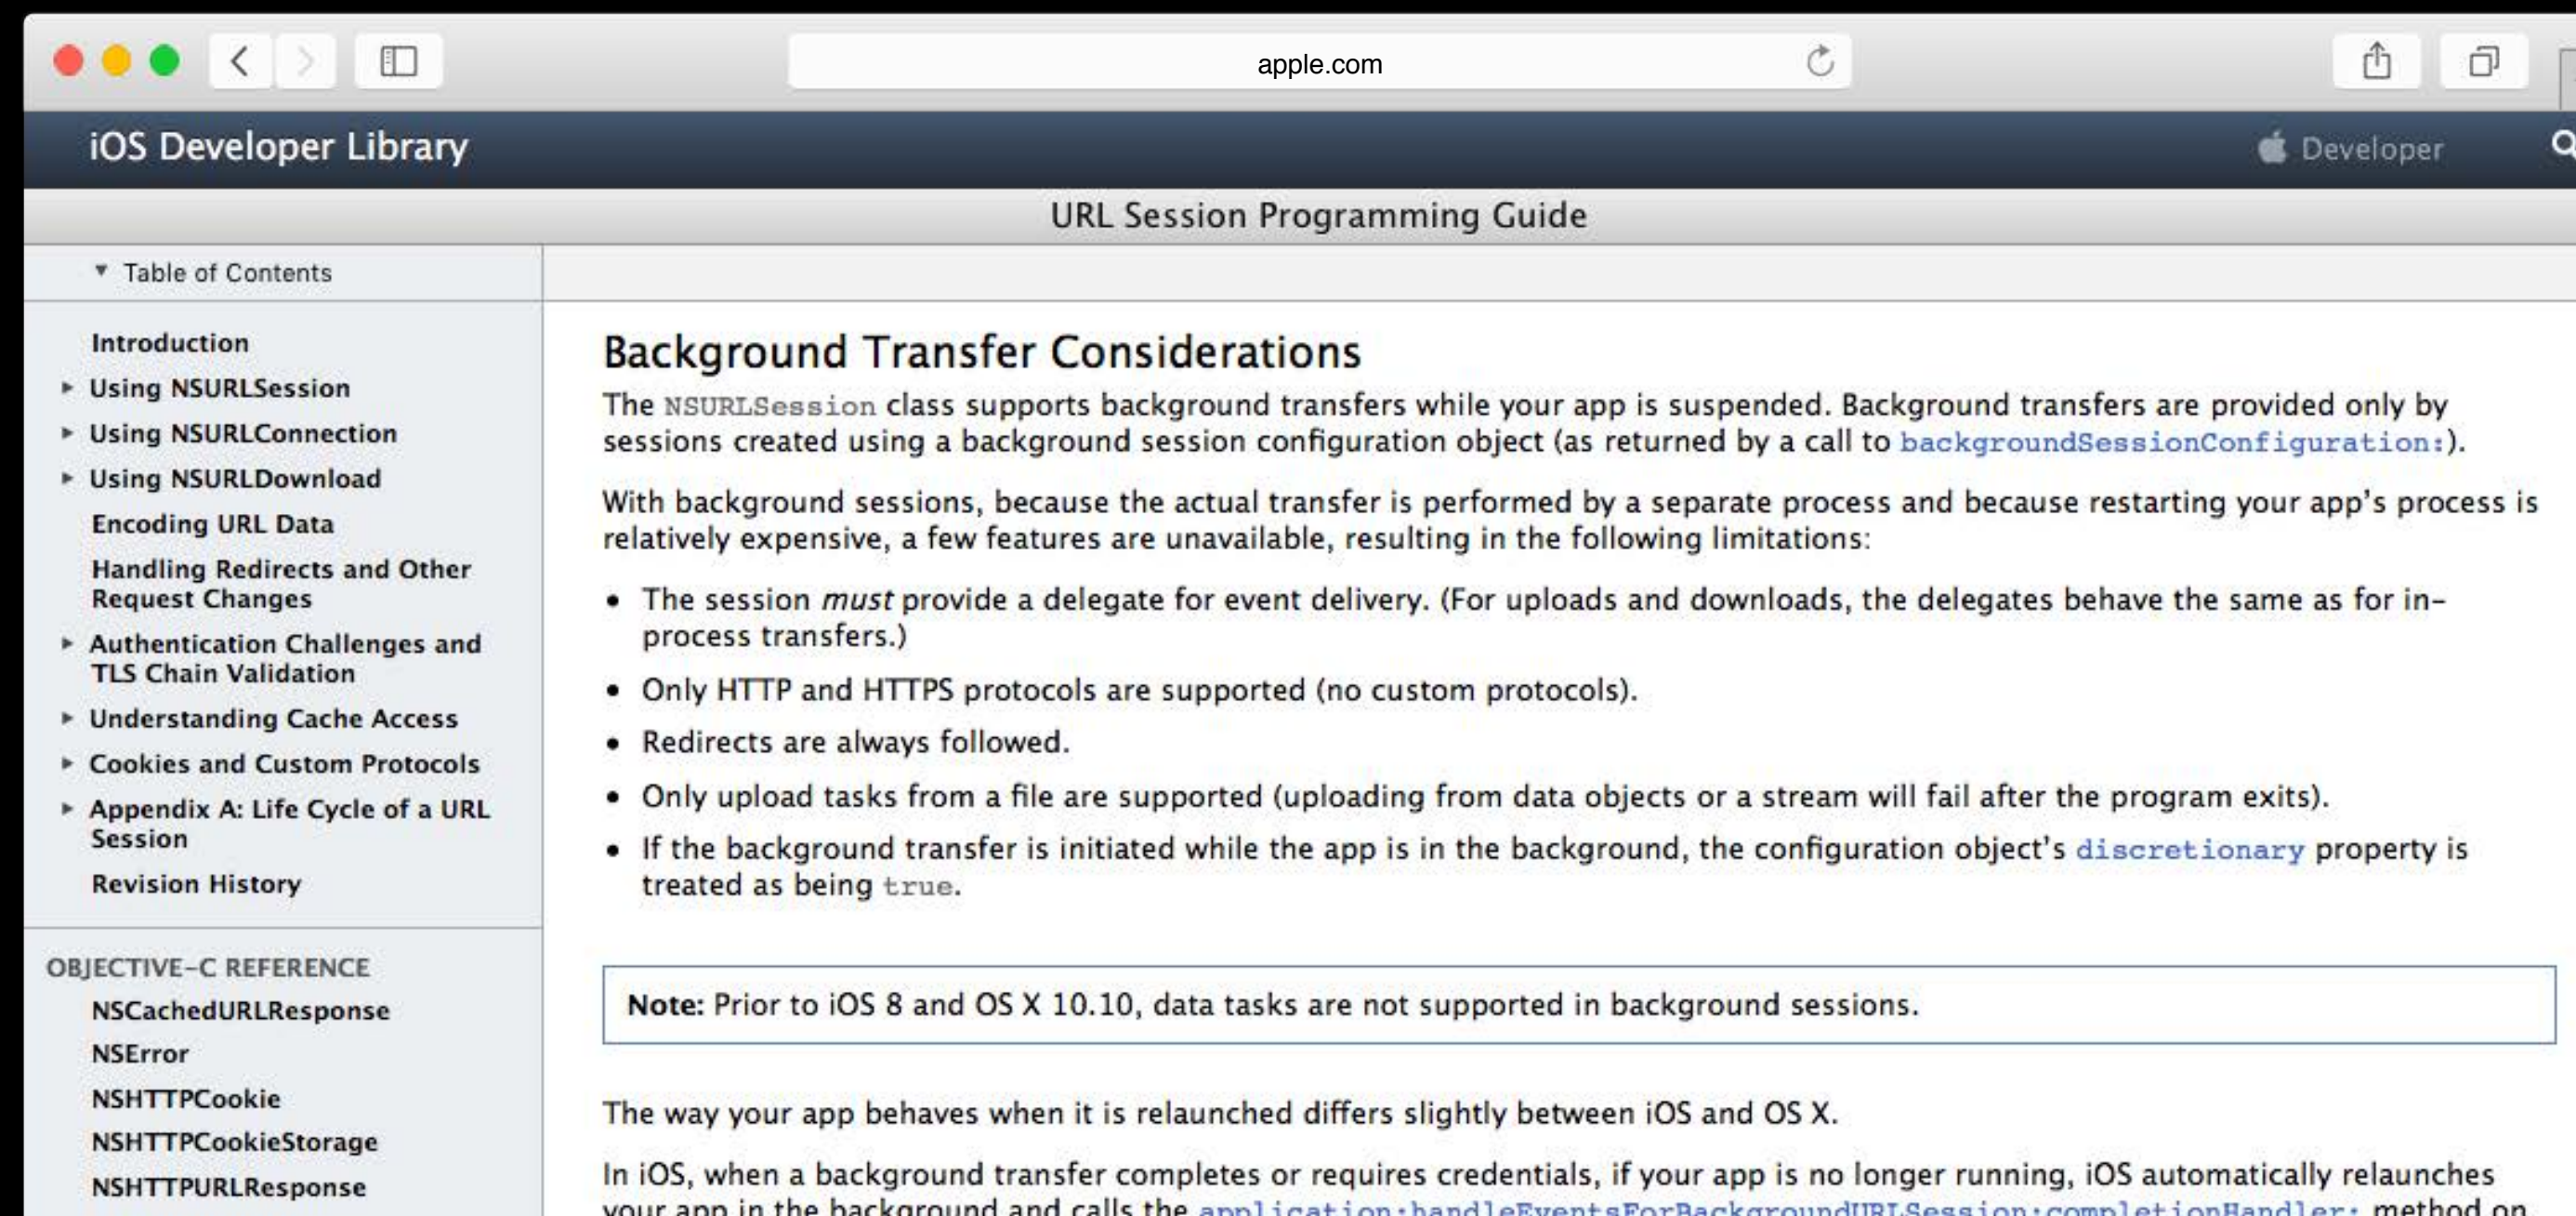 apple.com
iOS Developer Library
Developer
URL Session Programming Guide
Table of Contents
Introduction
Using NSURLSession
Using NSURLConnection
Using NSURLDownload
Encoding URL Data
Handling Redirects and Other
Request Changes
Authentication Challenges and
TLS Chain Validation
Understanding Cache Access
Cookies and Custom Protocols
Appendix A: Life Cycle of a URL
Session
Revision History
OBJECTIVE-C REFERENCE
NSCachedURLResponse
NSError
NSHTTPCookie
NSHTTPCookieStorage
NSHTTPURLResponse
Background Transfer Considerations
The NSURLSession class supports background transfers while your app is suspended. Background transfers are provided only by
sessions created using a background session configuration object (as returned by a call to backgroundSessionConfiguration:).
With background sessions, because the actual transfer is performed by a separate process and because restarting your app's process is
relatively expensive, a few features are unavailable, resulting in the following limitations:
• The session must provide a delegate for event delivery. (For uploads and downloads, the delegates behave the same as for in-
process transfers.)
• Only HTTP and HTTPS protocols are supported (no custom protocols).
• Redirects are always followed.
• Only upload tasks from a file are supported (uploading from data objects or a stream will fail after the program exits).
• If the background transfer is initiated while the app is in the background, the configuration object's discretionary property is
treated as being true.
Note: Prior to iOS 8 and OS X 10.10, data tasks are not supported in background sessions.
The way your app behaves when it is relaunched differs slightly between iOS and OS X.
In iOS, when a background transfer completes or requires credentials, if your app is no longer running, iOS automatically relaunches
your app in the background and calls the application:handleEventsForBackgroundURLSession:completionHandler: method on